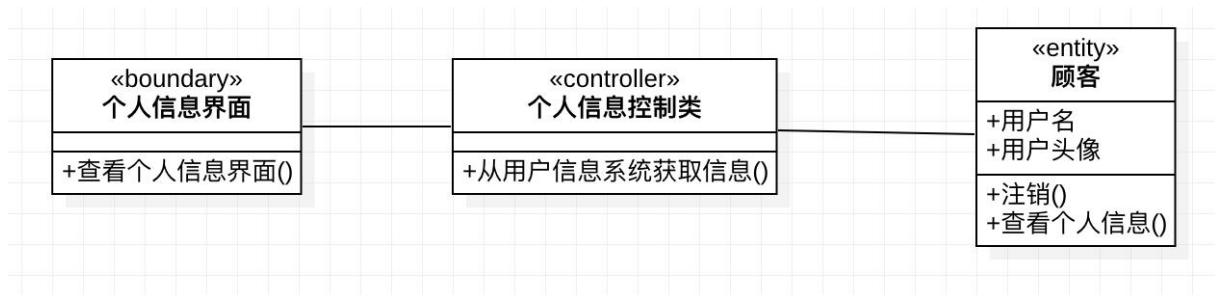 «boundary»
个人信息界面
+查看个人信息界面()
«controller»
个人信息控制类
+从用户信息系统获取信息()
«entity»
顾客
+用户名
+用户头像
+注销()
+查看个人信息()